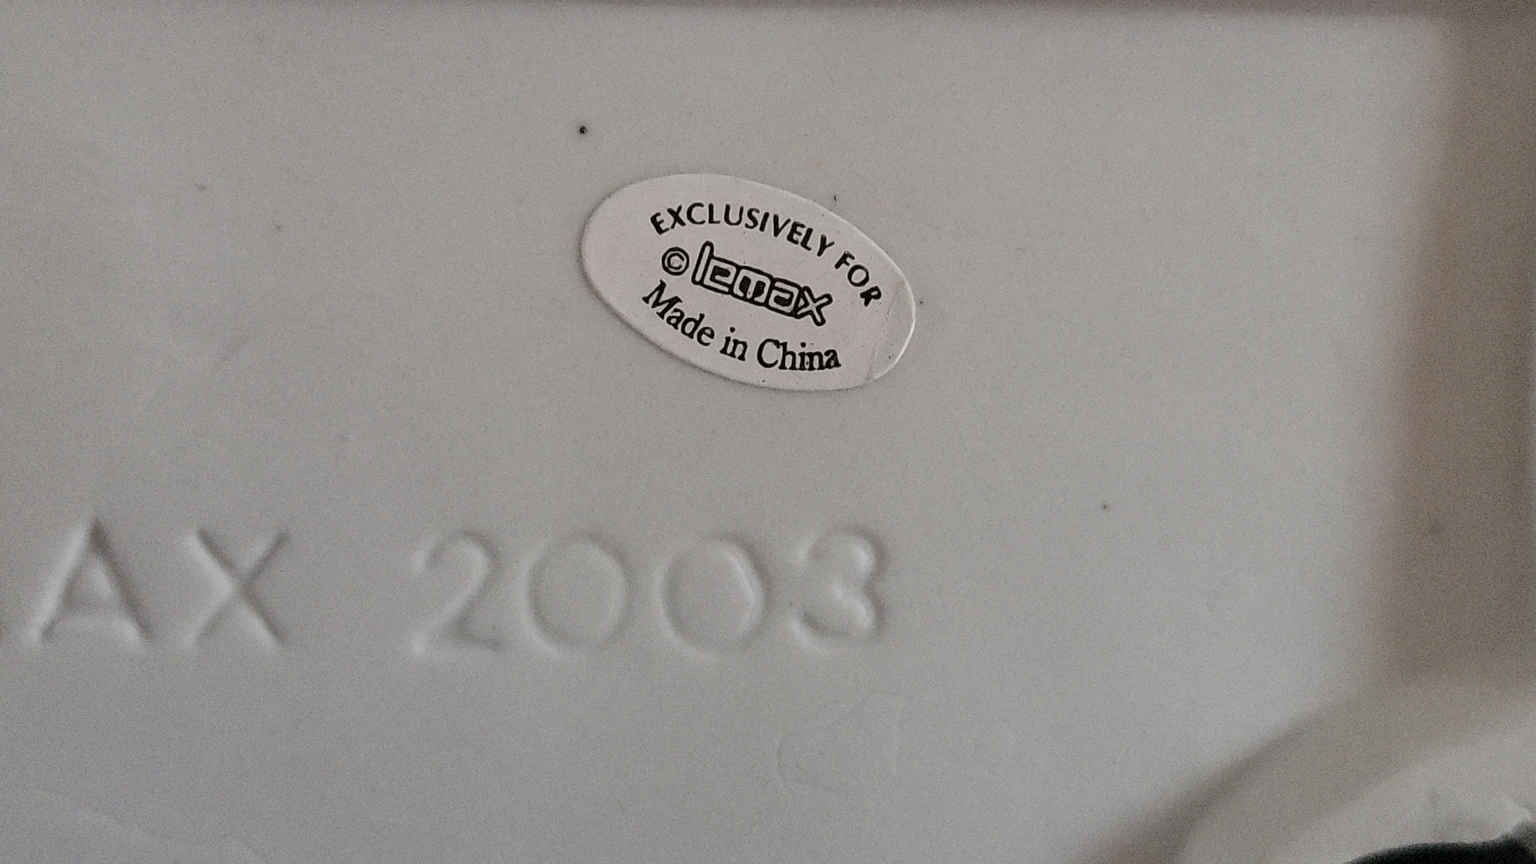 EXCLUSIVELY FOR
© lemax
Made in China
AX 2003